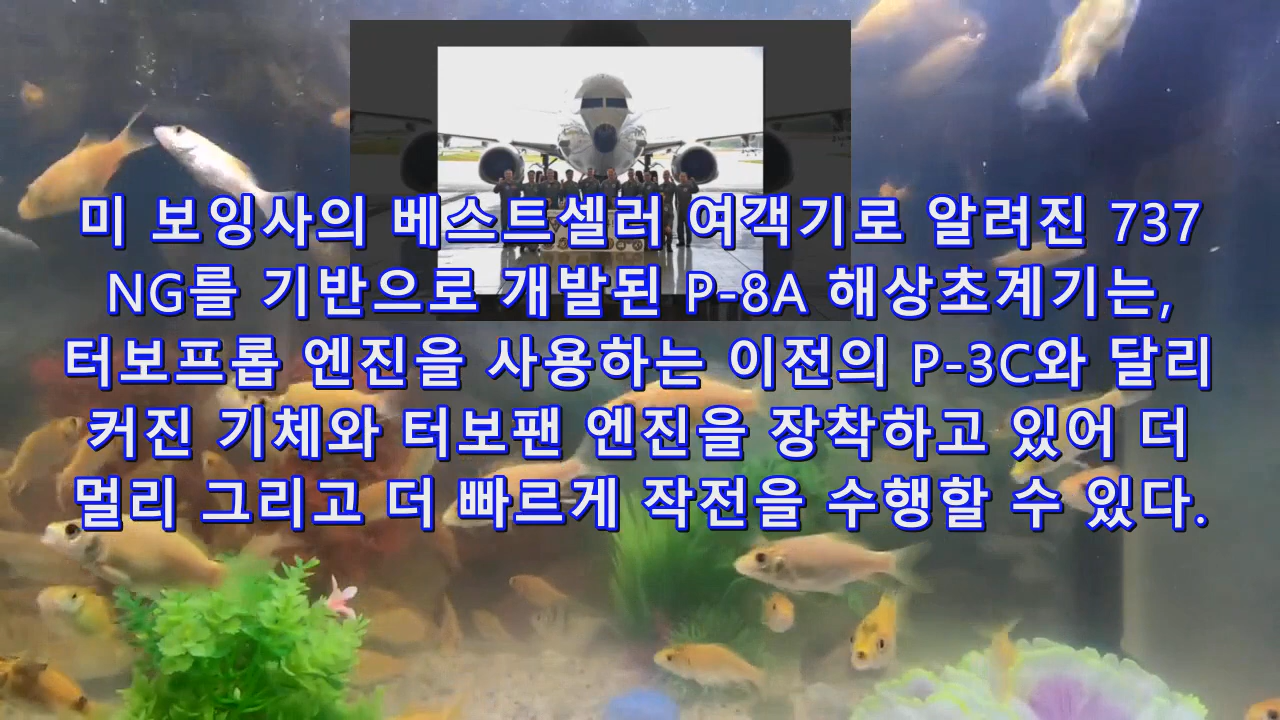 미 보잉사의 베스트셀러 여객기로 알려진 737
NG를 기반으로 개발된 P-8A 해상초계기는,
터보프롭 엔진을 사용하는 이전의 P-3C와 달리
커진 기체와 터보팬 엔진을 장착하고 있어 더
멀리 그리고 더 빠르게 작전을 수행할 수 있다.